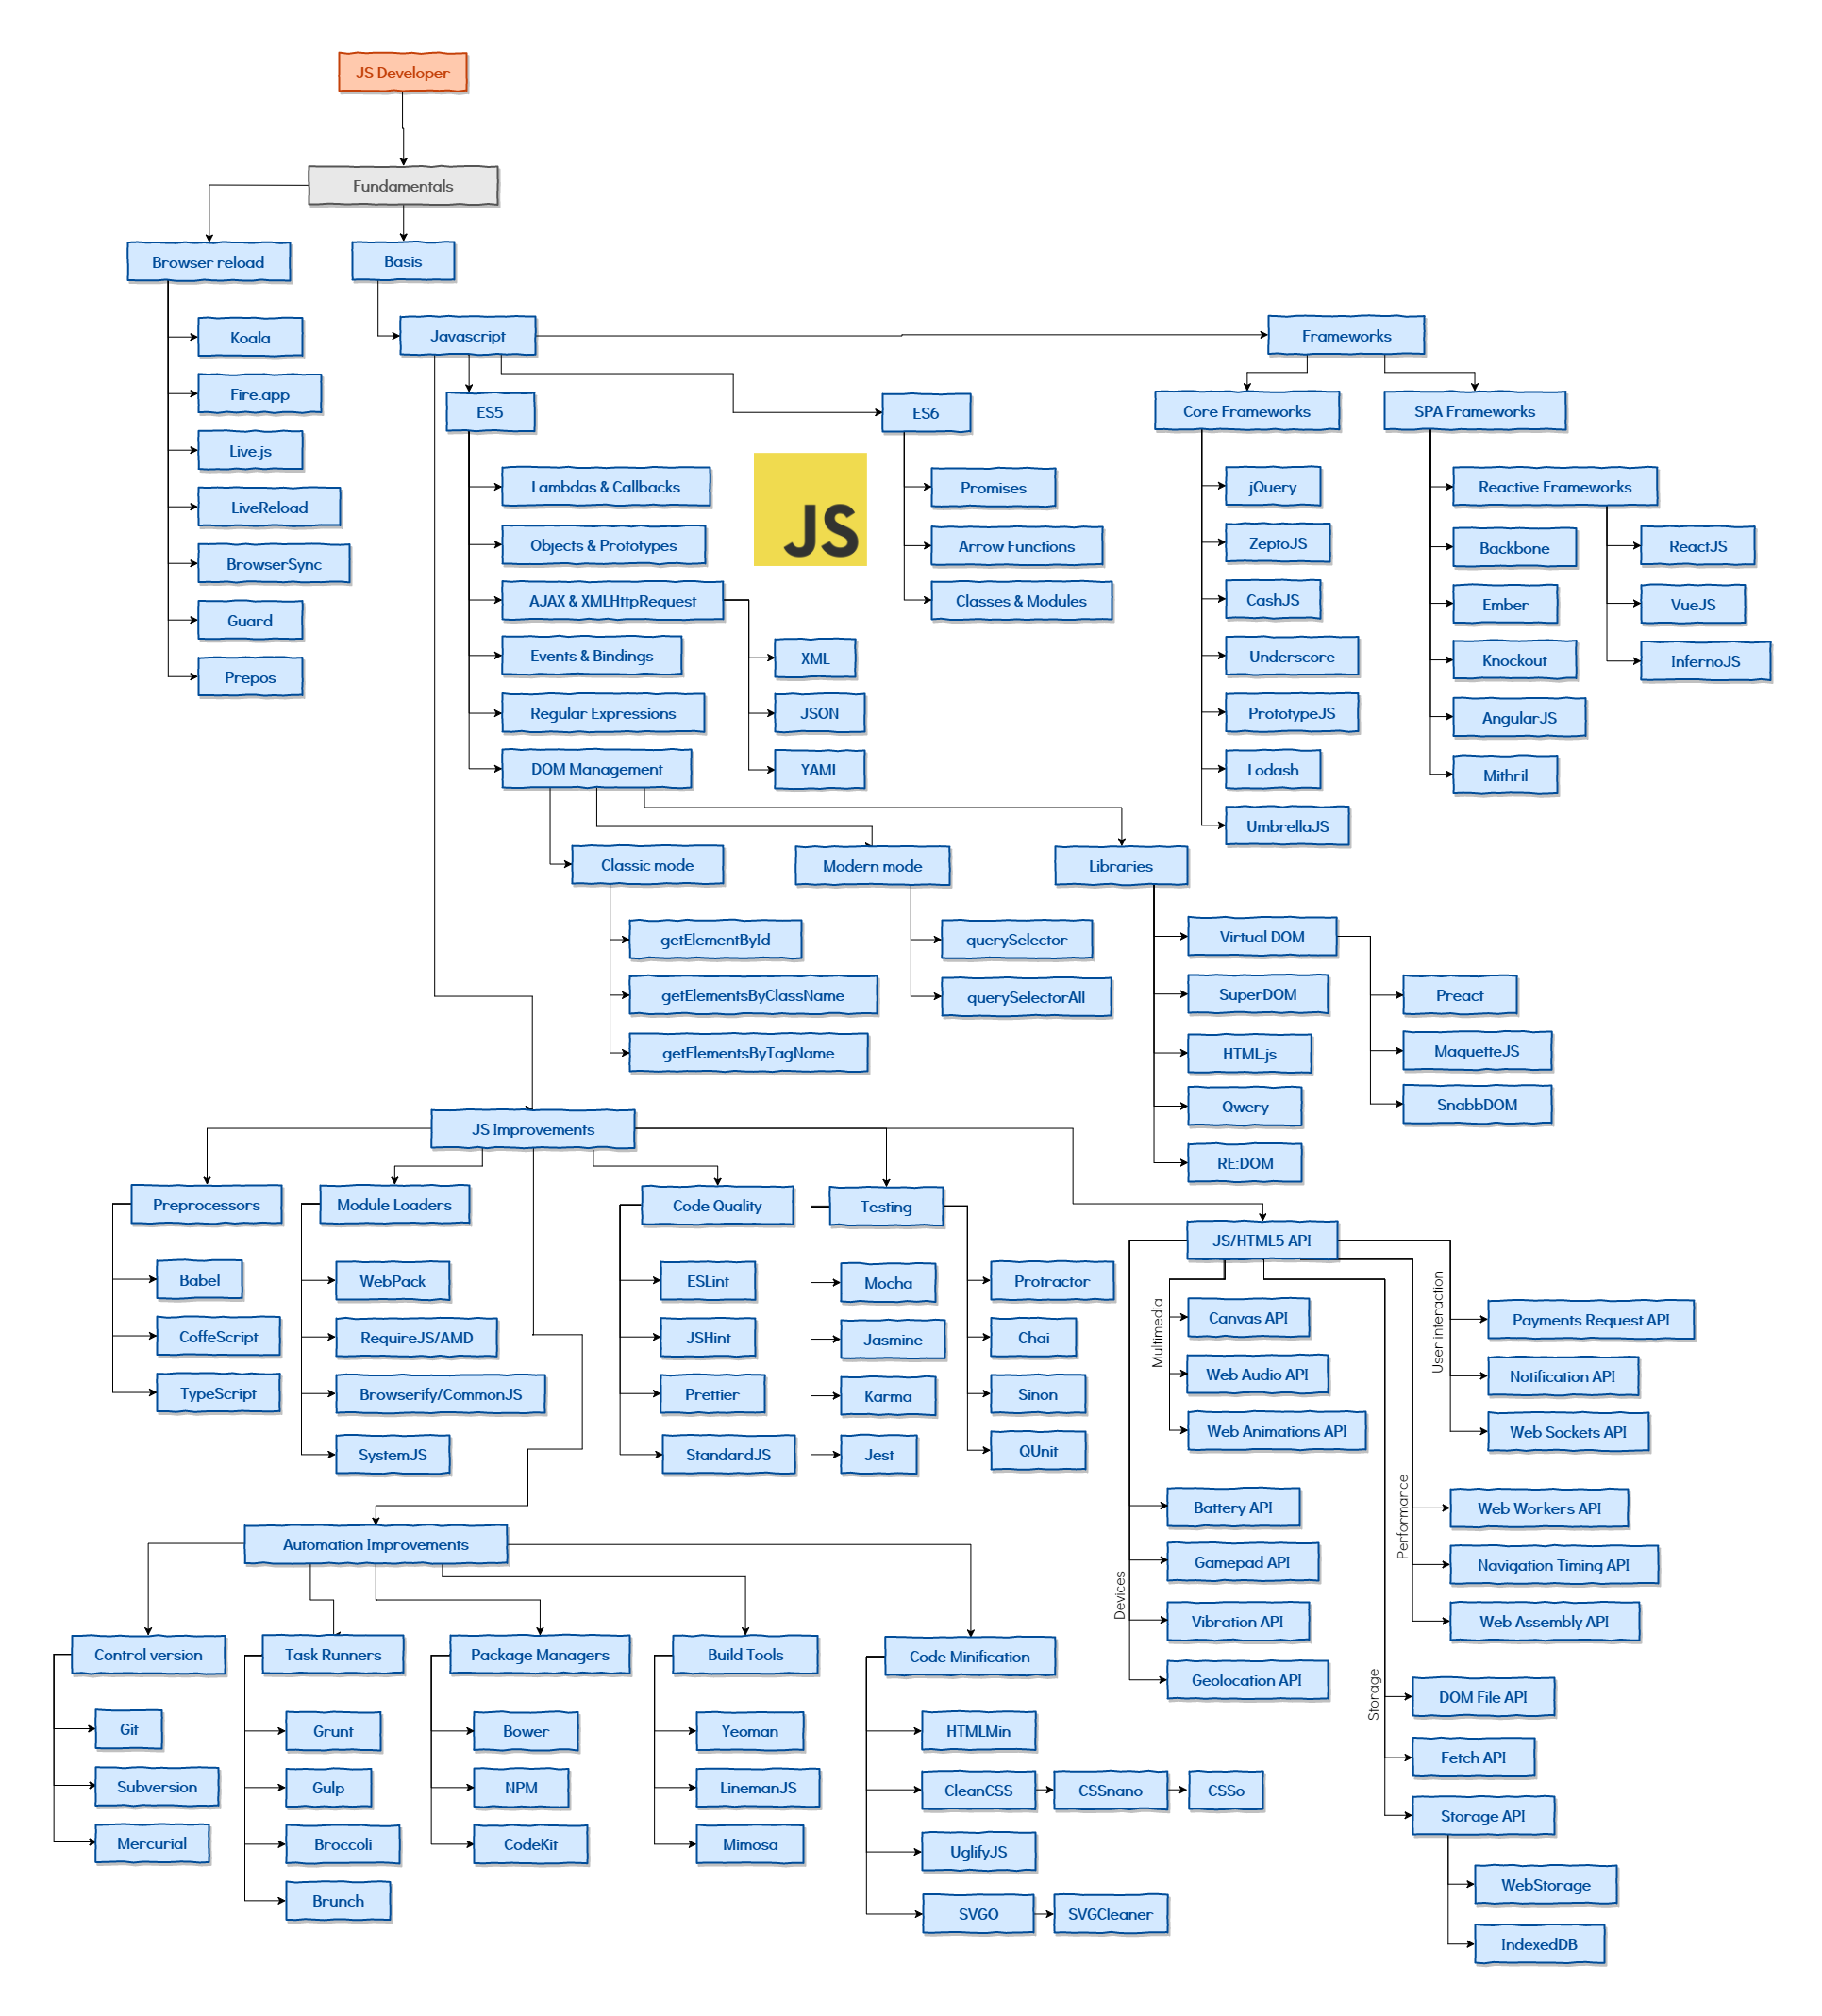 JS Developer
Fundamentals
Browser reload
Basis
Koala
Fire.app
Live.js
LiveReload
BrowserSync
Guard
Prepos
Javascript
Frameworks
ES5
ES6
Core Frameworks
SPA Frameworks
Lambdas & Callbacks
Objects & Prototypes
AJAX & XMLHttpRequest
Events & Bindings
Regular Expressions
DOM Management
XML
JSON
YAML
JS
Promises
Arrow Functions
Classes & Modules
jQuery
ZeptoJS
CashJS
Underscore
PrototypeJS
Lodash
UmbrellaJS
Reactive Frameworks
Backbone
Ember
Knockout
AngularJS
Mithril
ReactJS
VueJS
InfernoJS
Classic mode
Modern mode
Libraries
getElementById
getElementsByClassName
getElementsByTagName
querySelector
querySelectorAll
Virtual DOM
SuperDOM
HTML.js
Qwery
RE:DOM
Preact
MaquetteJS
SnabbDOM
JS Improvements
Preprocessors
Module Loaders
Code Quality
Testing
JS/HTML5 API
Babel
CoffeScript
TypeScript
WebPack
RequireJS/AMD
Browserify/CommonJS
SystemJS
ESLint
JSHint
Prettier
StandardJS
Mocha
Jasmine
Karma
Jest
Protractor
Chai
Sinon
QUnit
Multimedia
Canvas API
Web Audio API
Web Animations API
User interaction
Payments Request API
Notification API
Web Sockets API
Devices
Battery API
Gamepad API
Vibration API
Geolocation API
Performance
Web Workers API
Navigation Timing API
Web Assembly API
Storage
DOM File API
Fetch API
Storage API
WebStorage
IndexedDB
Automation Improvements
Control version
Task Runners
Package Managers
Build Tools
Code Minification
Git
Subversion
Mercurial
Grunt
Gulp
Broccoli
Brunch
Bower
NPM
CodeKit
Yeoman
LinemanJS
Mimosa
HTMLMin
CleanCSS
CSSnano
CSSo
UglifyJS
SVGO
SVGCleaner